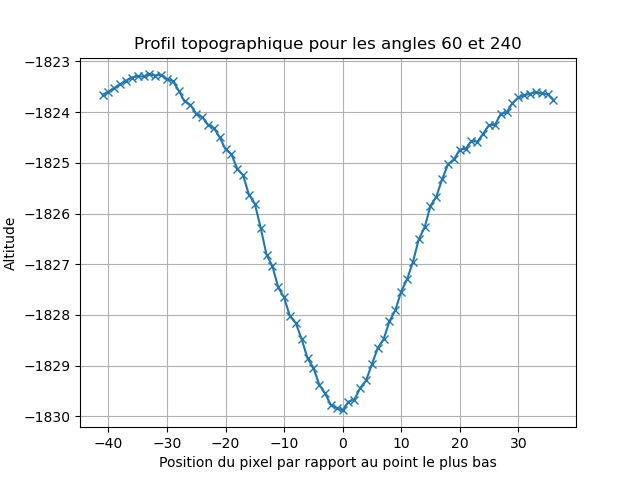 Profil topographique pour les angles 60 et 240
−1823
−1824
−1825
−1826
−1827
−1828
−1829
−1830
Altitude
−40 −30 −20 −10 0 10 20 30
Position du pixel par rapport au point le plus bas